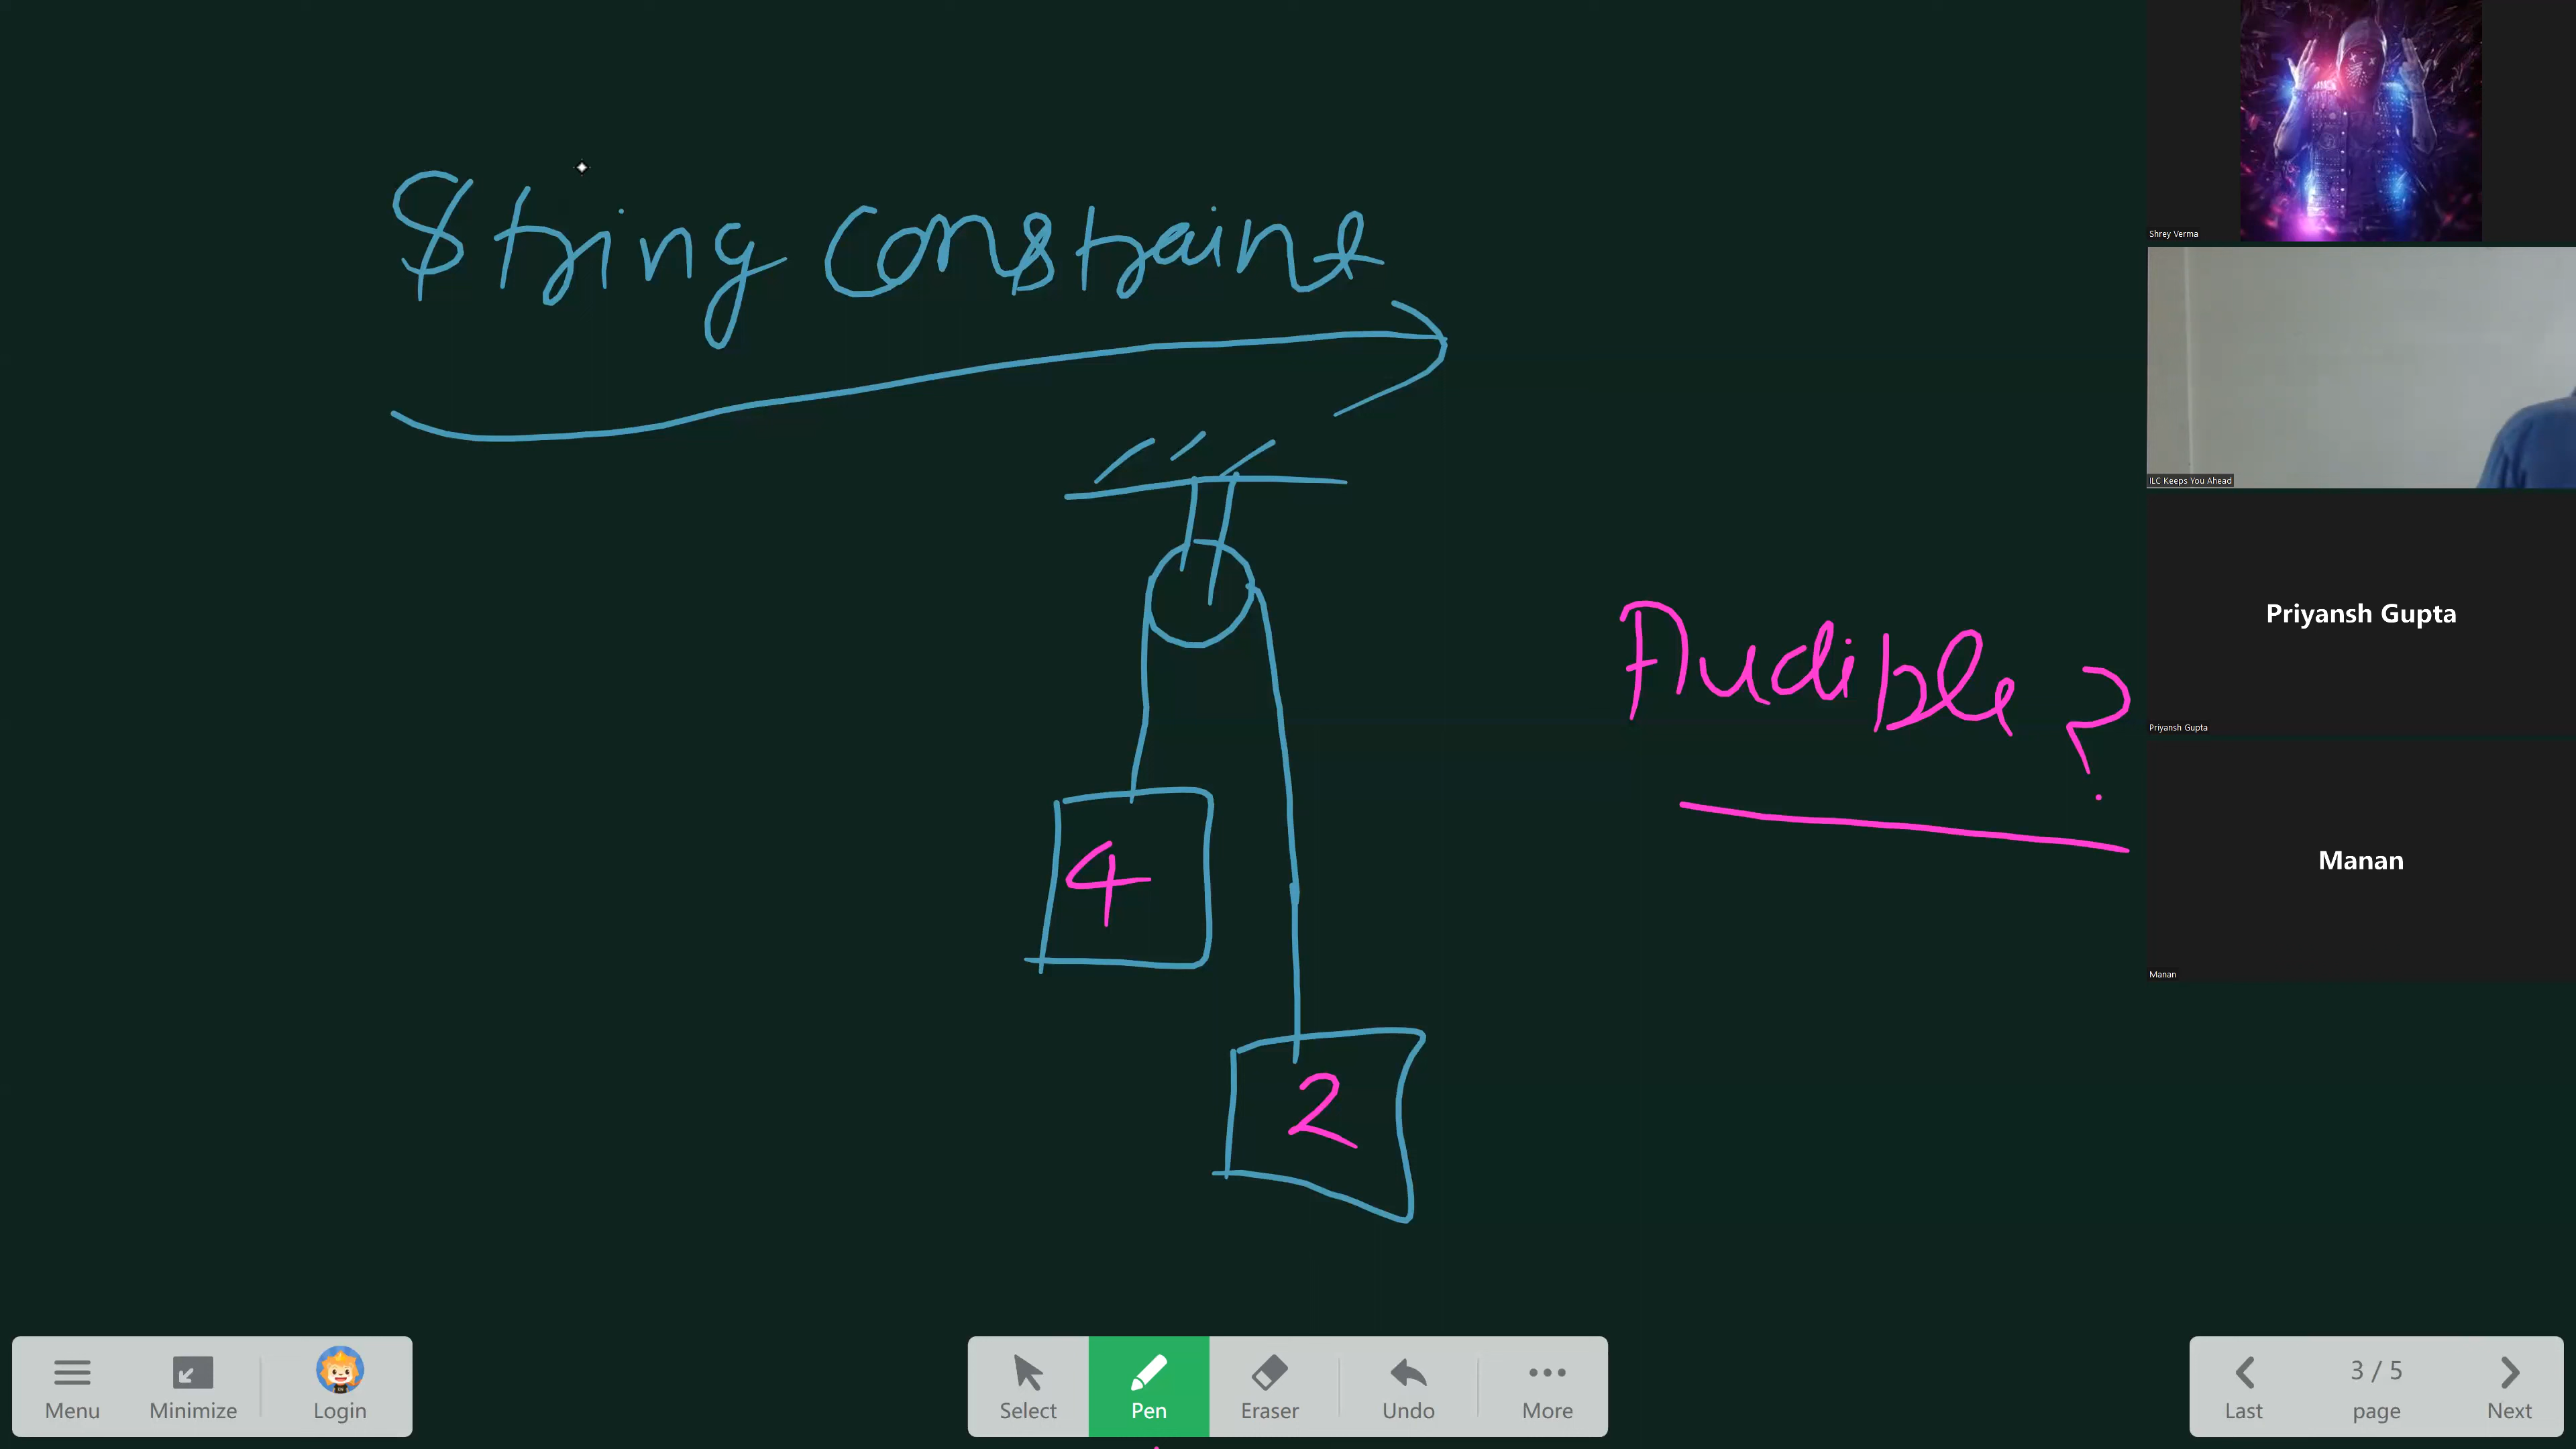 String constraint
4
2
Audible?
Shrey Verma
ILC Keeps You Ahead
Priyansh Gupta
Priyansh Gupta
Manan
Manan
Menu Minimize Login
Select Pen Eraser Undo More
3 / 5
Last page Next